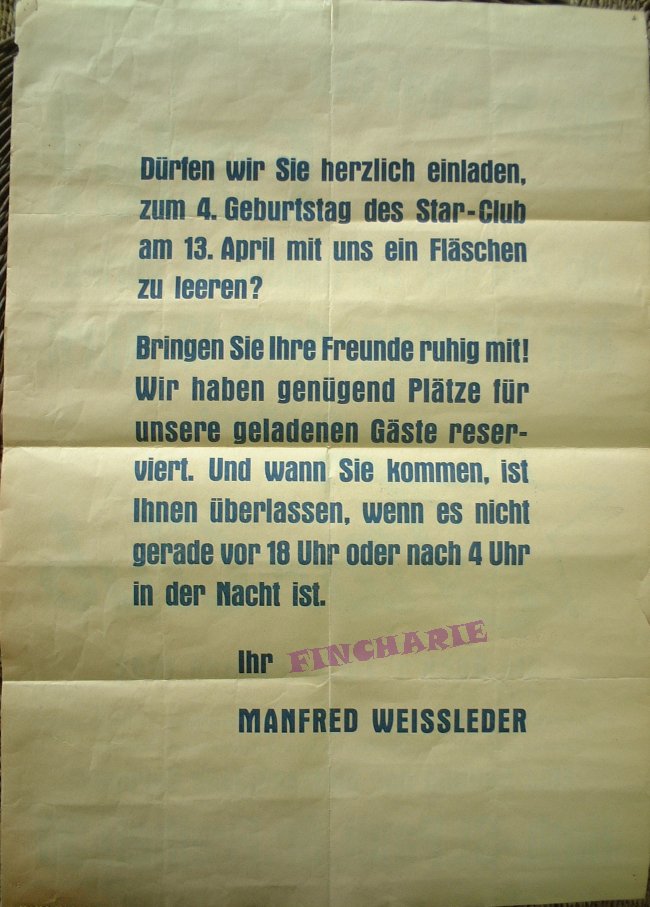 Dürfen wir Sie herzlich einladen,
zum 4. Geburtstag des Star-Club
am 13. April mit uns ein Fläschen
zu leeren?
Bringen Sie Ihre Freunde ruhig mit!
Wir haben genügend Plätze für
unsere geladenen Gäste reser-
viert. Und wann Sie kommen, ist
Ihnen überlassen, wenn es nicht
gerade vor 18 Uhr oder nach 4 Uhr
in der Nacht ist.
Ihr FINCHARIE
MANFRED WEISSLEDER